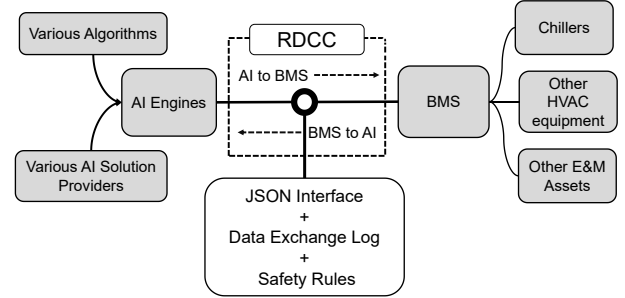 Various Algorithms
AI Engines
Various AI Solution
Providers
RDCC
AI to BMS
BMS to AI
BMS
Chillers
Other
HVAC
equipment
Other E&M
Assets
JSON Interface
+
Data Exchange Log
+
Safety Rules